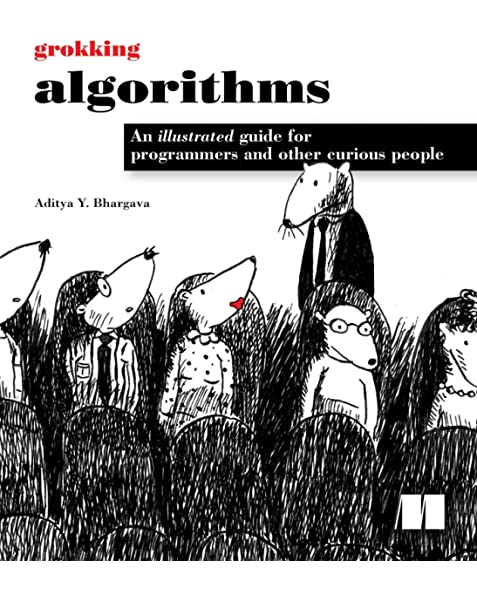 grokking
algorithms
An illustrated guide for
programmers and other curious people
Aditya Y. Bhargava